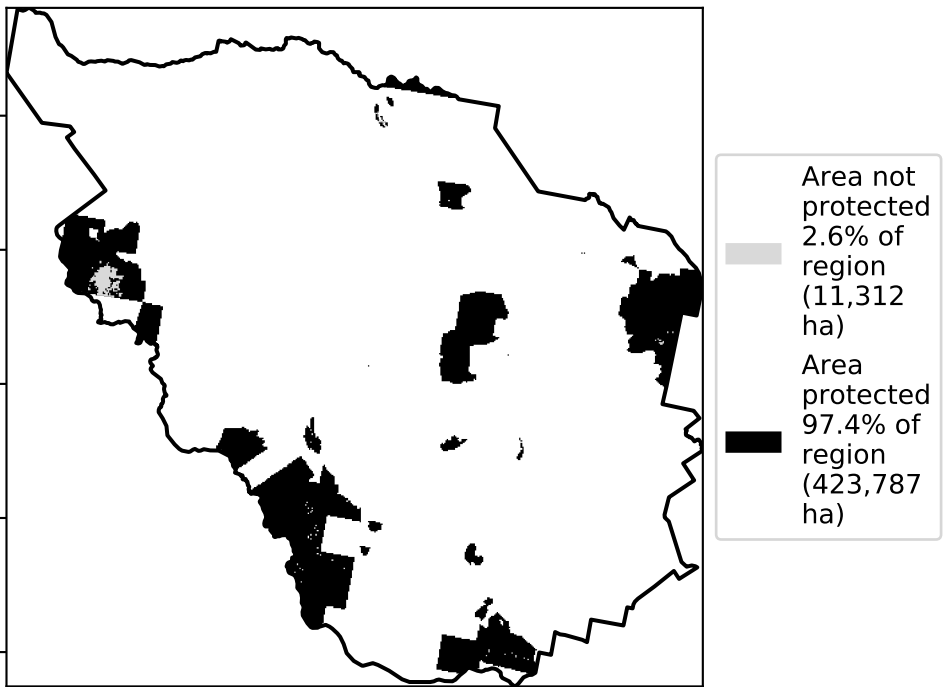 Area not
protected
2.6% of
region
(11,312
ha)
Area
protected
97.4% of
region
(423,787
ha)